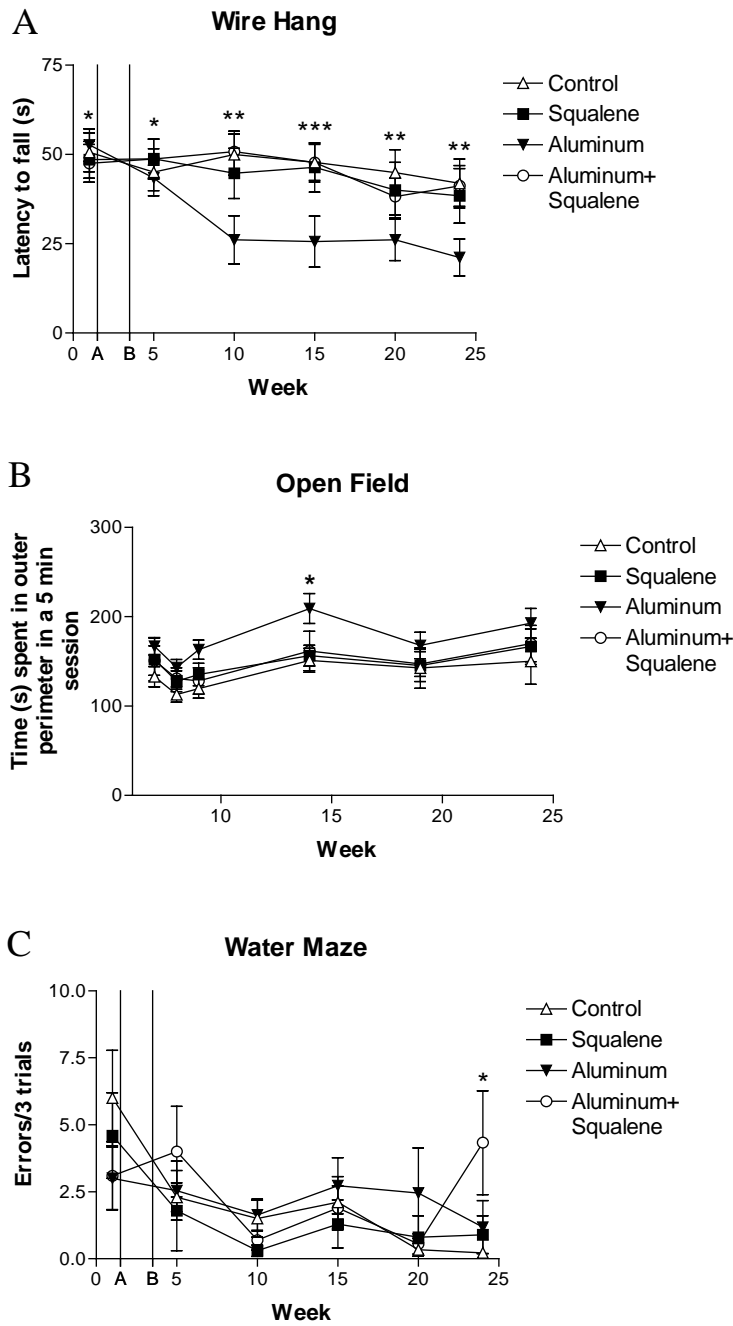 A
Wire Hang
75
50
25
0
Latency to fall (s)
* * ** *** ** **
0 A B 5 10 15 20 25
Week
Control
Squalene
Aluminum
Aluminum+
Squalene
B
Open Field
300
200
100
0
Time (s) spent in outer
perimeter in a 5 min
session
*
10 15 20 25
Week
Control
Squalene
Aluminum
Aluminum+
Squalene
C
Water Maze
10.0
7.5
5.0
2.5
0.0
Errors/3 trials
*
0 A B 5 10 15 20 25
Week
Control
Squalene
Aluminum
Aluminum+
Squalene